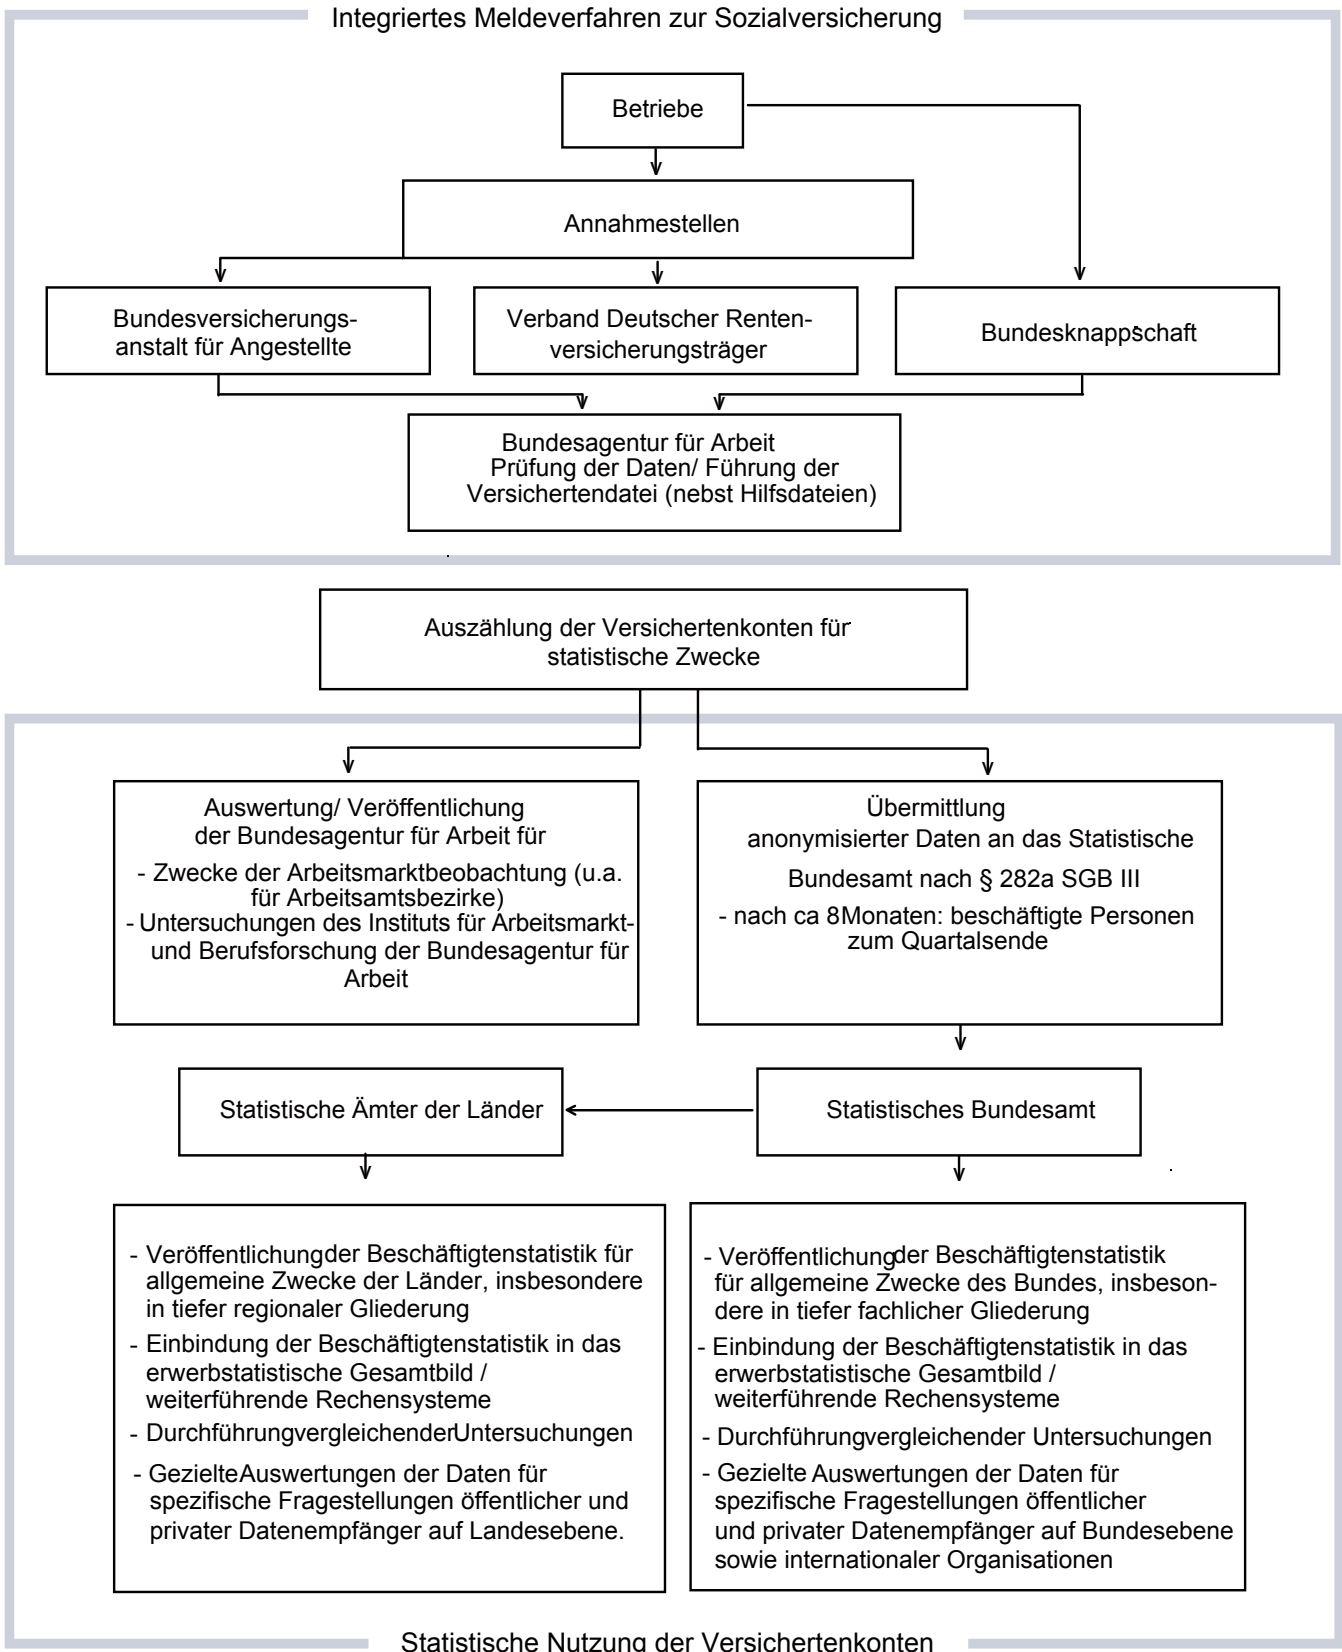 Integriertes Meldeverfahren zur Sozialversicherung
Betriebe
Annahmestellen
Bundesversicherungs-
anstalt für Angestellte
Verband Deutscher Renten-
versicherungsträger
Bundesknappschaft
Bundesagentur für Arbeit
Prüfung der Daten/ Führung der
Versichertendatei (nebst Hilfsdateien)
Auszählung der Versichertenkonten für
statistische Zwecke
Auswertung/ Veröffentlichung
der Bundesagentur für Arbeit für
- Zwecke der Arbeitsmarktbeobachtung (u.a.
für Arbeitsamtsbezirke)
- Untersuchungen des Instituts für Arbeitsmarkt-
und Berufsforschung der Bundesagentur für
Arbeit
Übermittlung
anonymisierter Daten an das Statistische
Bundesamt nach § 282a SGB III
- nach ca 8Monaten: beschäftigte Personen
zum Quartalsende
Statistische Ämter der Länder
Statistisches Bundesamt
- Veröffentlichungder Beschäftigtenstatistik für
allgemeine Zwecke der Länder, insbesondere
in tiefer regionaler Gliederung
- Einbindung der Beschäftigtenstatistik in das
erwerbstatistische Gesamtbild /
weiterführende Rechensysteme
- DurchführungvergleichenderUntersuchungen
- GezielteAuswertungen der Daten für
spezifische Fragestellungen öffentlicher und
privater Datenempfänger auf Landesebene.
- Veröffentlichungder Beschäftigtenstatistik
für allgemeine Zwecke des Bundes, insbeson-
dere in tiefer fachlicher Gliederung
- Einbindung der Beschäftigtenstatistik in das
erwerbstatistische Gesamtbild /
weiterführende Rechensysteme
- Durchführungvergleichender Untersuchungen
- Gezielte Auswertungen der Daten für
spezifische Fragestellungen öffentlicher
und privater Datenempfänger auf Bundesebene
sowie internationaler Organisationen
Statistische Nutzung der Versichertenkonten